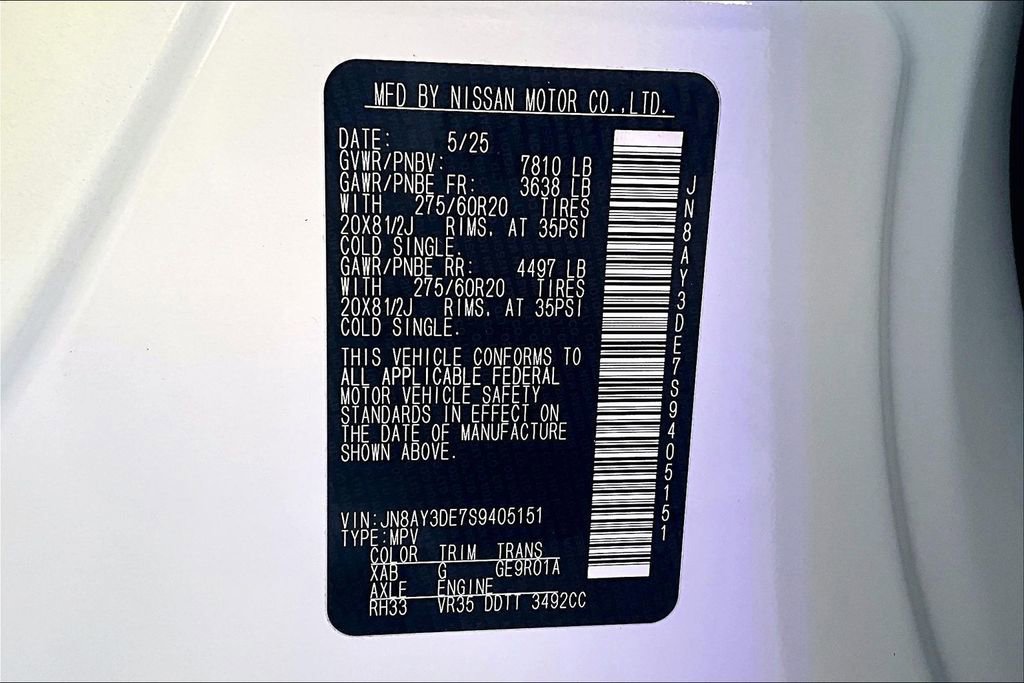 MFD BY NISSAN MOTOR CO.,LTD.
DATE: 5/25
GVWR/PNBV: 7810 LB
GAWR/PNBE FR: 3638 LB
WITH 275/60R20 TIRES
20X81/2J RIMS, AT 35PSI
COLD SINGLE.
GAWR/PNBE RR: 4497 LB
WITH 275/60R20 TIRES
20X81/2J RIMS, AT 35PSI
COLD SINGLE.
THIS VEHICLE CONFORMS TO
ALL APPLICABLE FEDERAL
MOTOR VEHICLE SAFETY
STANDARDS IN EFFECT ON
THE DATE OF MANUFACTURE
SHOWN ABOVE.
VIN:JN8AY3DE7S9405151
TYPE:MPV
COLOR TRIM TRANS
XAB G GE9R01A
AXLE ENGINE
RH33 VR35 DDTT 3492CC
JN8AY3DE7S9405151